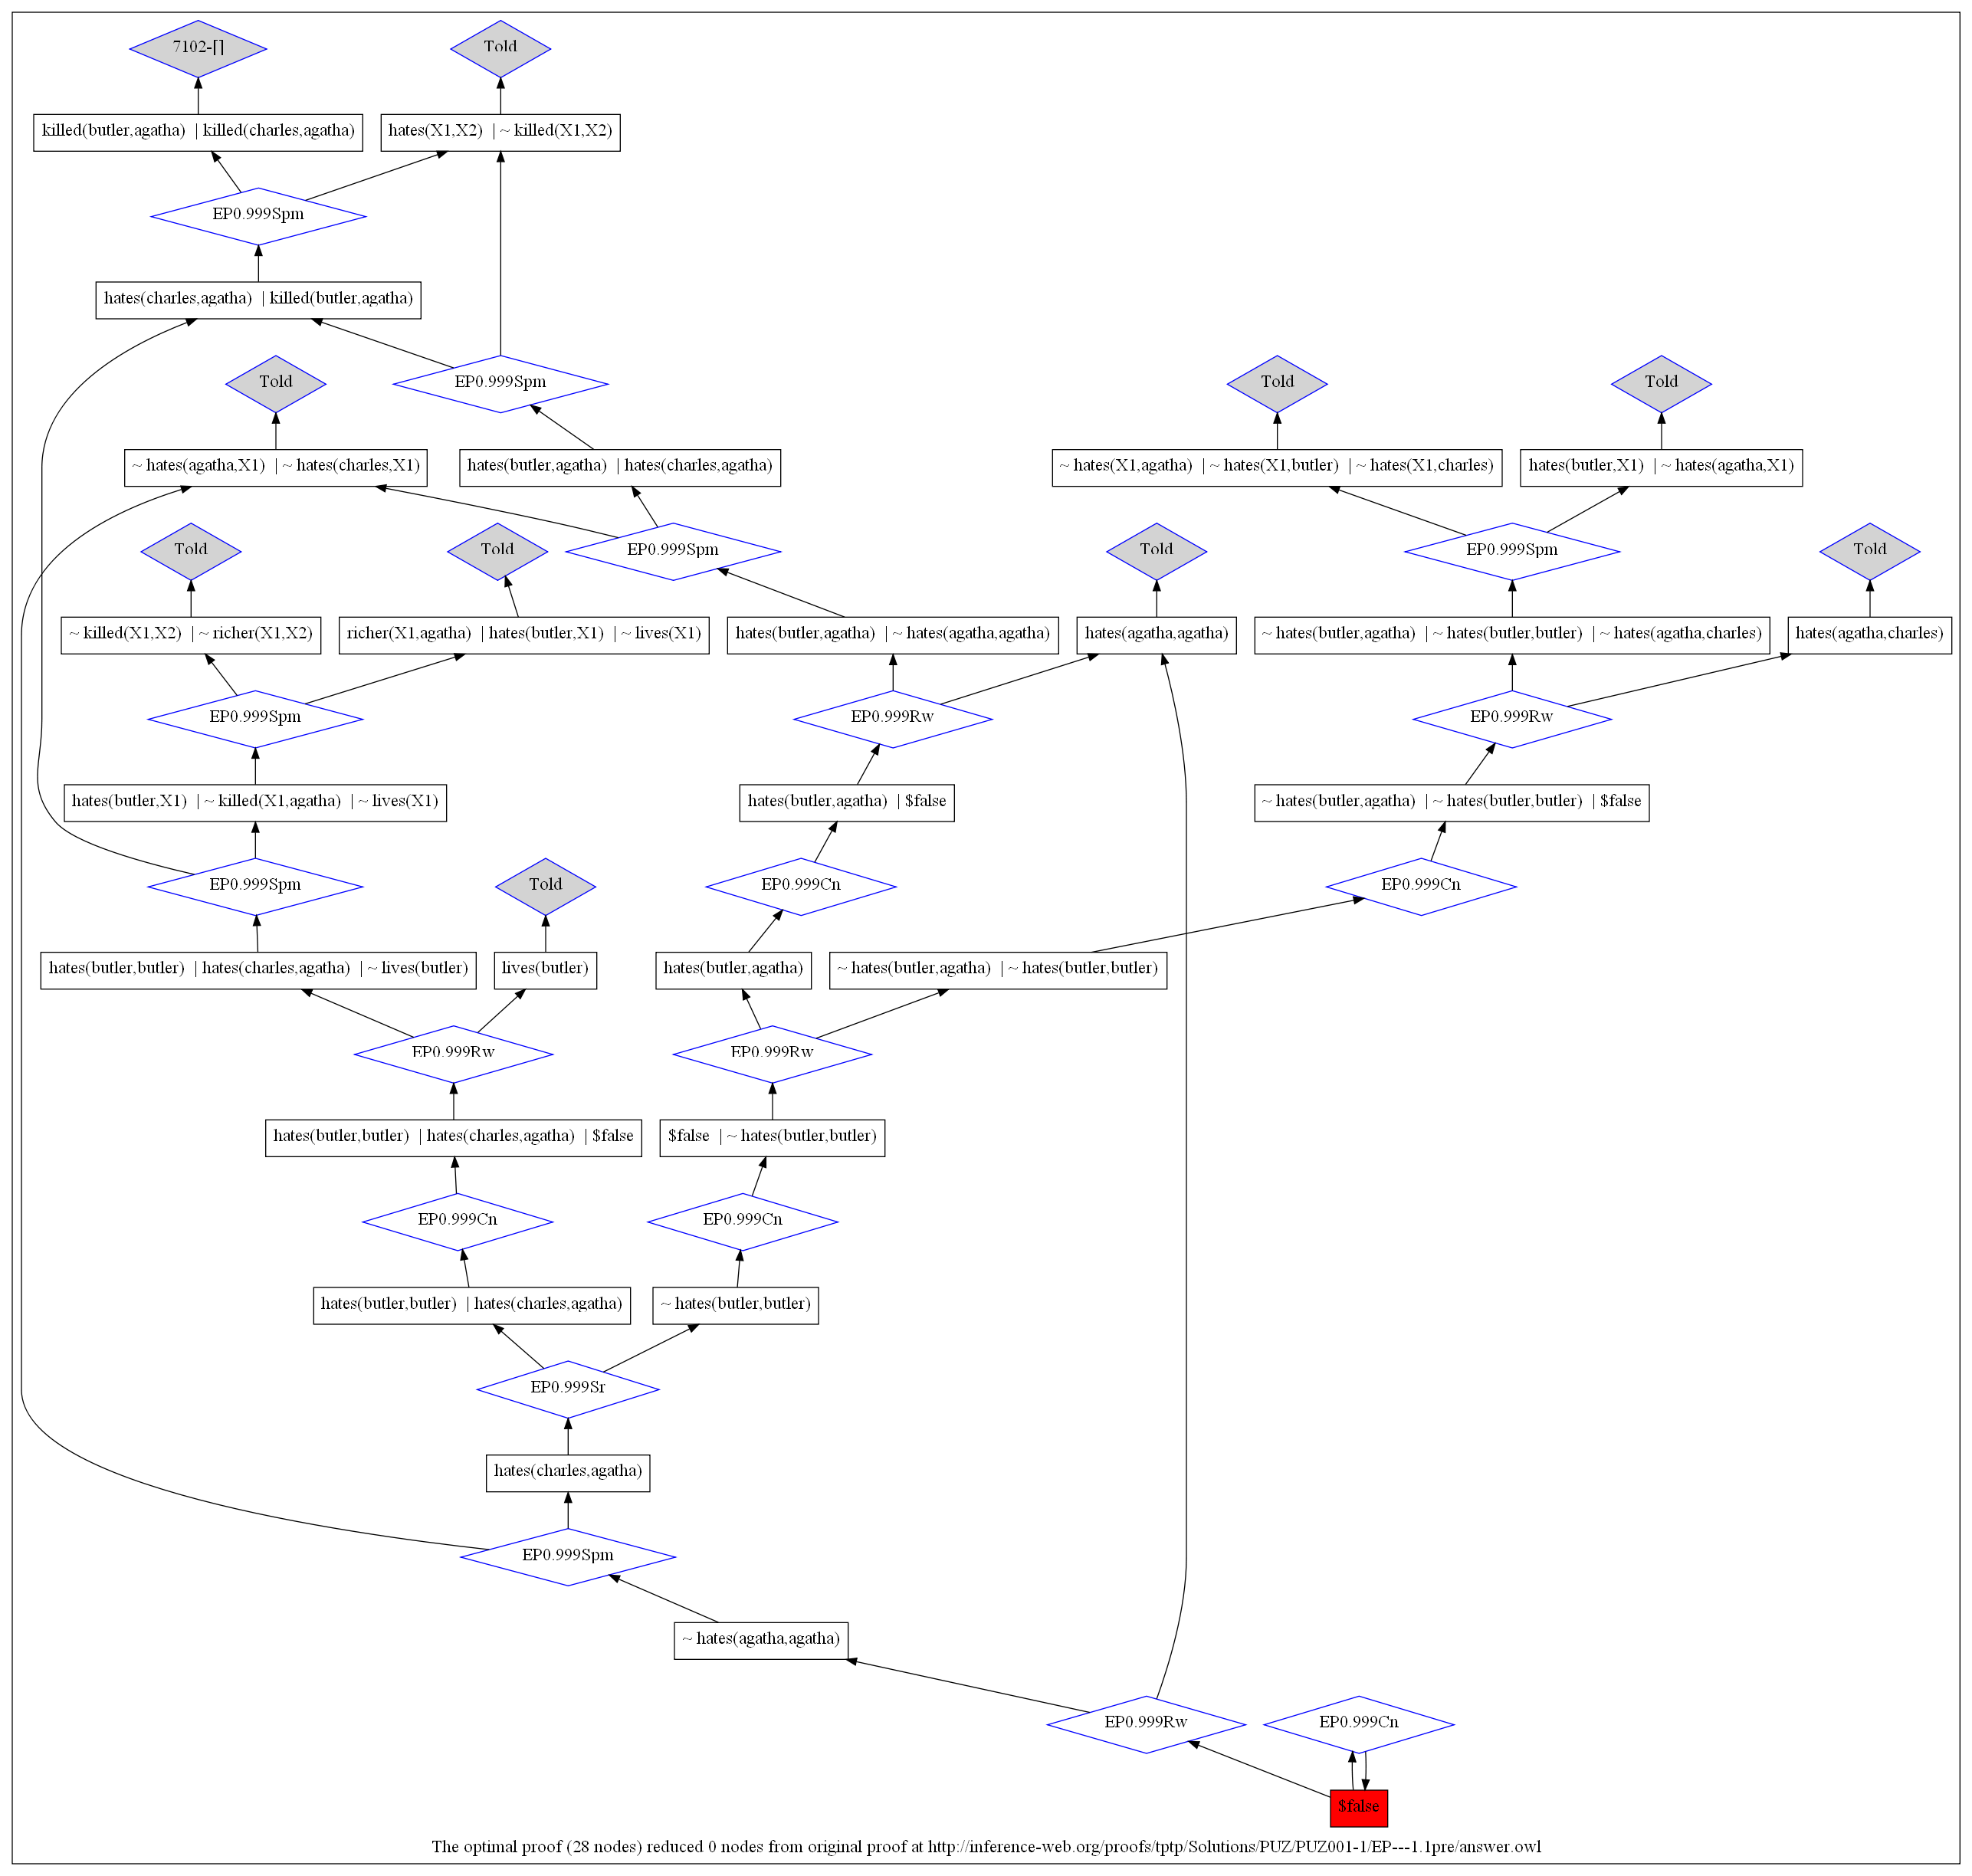 7102-[]
Told
killed(butler,agatha) | killed(charles,agatha)
hates(X1,X2) | ~ killed(X1,X2)
EP0.999Spm
hates(charles,agatha) | killed(butler,agatha)
Told
EP0.999Spm
Told
Told
~ hates(agatha,X1) | ~ hates(charles,X1)
hates(butler,agatha) | hates(charles,agatha)
~ hates(X1,agatha) | ~ hates(X1,butler) | ~ hates(X1,charles)
hates(butler,X1) | ~ hates(agatha,X1)
Told
Told
EP0.999Spm
Told
EP0.999Spm
Told
~ killed(X1,X2) | ~ richer(X1,X2)
richer(X1,agatha) | hates(butler,X1) | ~ lives(X1)
hates(butler,agatha) | ~ hates(agatha,agatha)
hates(agatha,agatha)
~ hates(butler,agatha) | ~ hates(butler,butler) | ~ hates(agatha,charles)
hates(agatha,charles)
EP0.999Spm
EP0.999Rw
EP0.999Rw
hates(butler,X1) | ~ killed(X1,agatha) | ~ lives(X1)
hates(butler,agatha) | $false
~ hates(butler,agatha) | ~ hates(butler,butler) | $false
EP0.999Spm
Told
EP0.999Cn
EP0.999Cn
hates(butler,butler) | hates(charles,agatha) | ~ lives(butler)
lives(butler)
hates(butler,agatha)
~ hates(butler,agatha) | ~ hates(butler,butler)
EP0.999Rw
EP0.999Rw
hates(butler,butler) | hates(charles,agatha) | $false
$false | ~ hates(butler,butler)
EP0.999Cn
EP0.999Cn
hates(butler,butler) | hates(charles,agatha)
~ hates(butler,butler)
EP0.999Sr
hates(charles,agatha)
EP0.999Spm
~ hates(agatha,agatha)
EP0.999Rw
EP0.999Cn
$false
The optimal proof (28 nodes) reduced 0 nodes from original proof at http://inference-web.org/proofs/tptp/Solutions/PUZ/PUZ001-1/EP---1.1pre/answer.owl